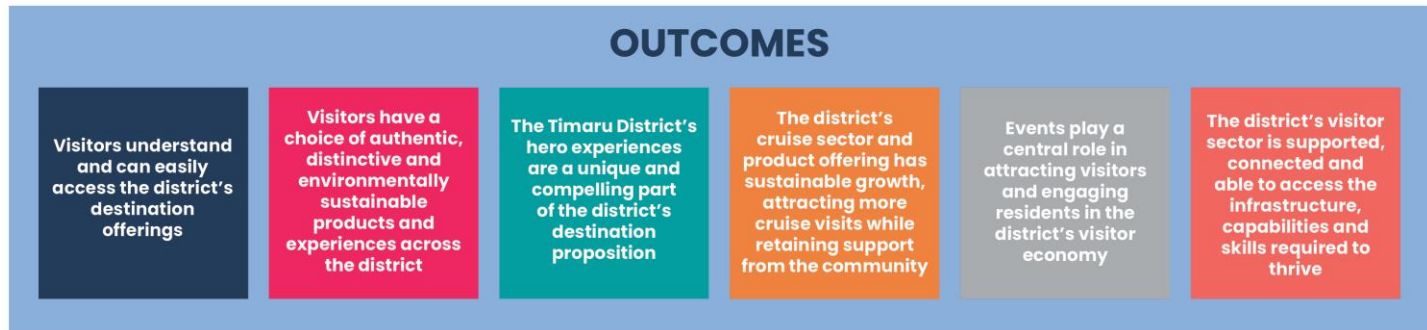 OUTCOMES
Visitors understand
and can easily
access the district's
destination
offerings
Visitors have a
choice of authentic,
distinctive and
environmentally
sustainable
products and
experiences across
the district
The Timaru District's
hero experiences
are a unique and
compelling part
of the district's
destination
proposition
The district's
cruise sector and
product offering has
sustainable growth,
attracting more
cruise visits while
retaining support
from the community
Events play a
central role in
attracting visitors
and engaging
residents in the
district's visitor
economy
The district's visitor
sector is supported,
connected and
able to access the
infrastructure,
capabilities and
skills required to
thrive